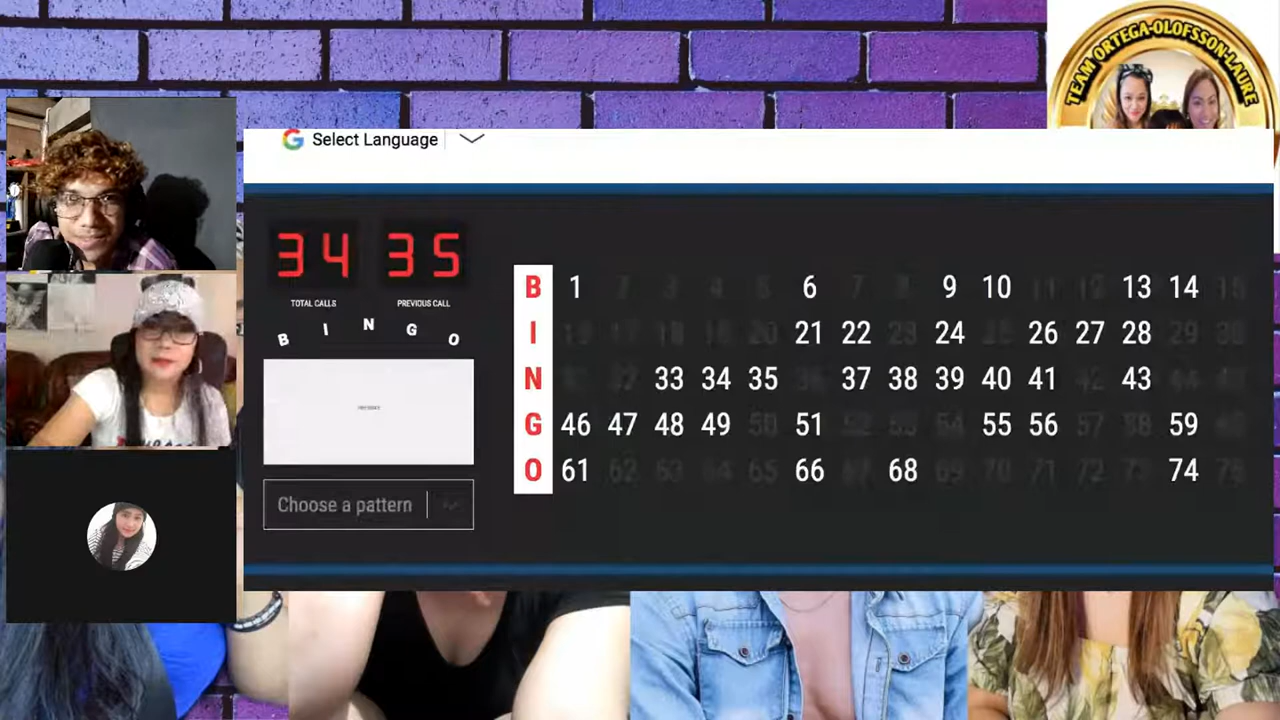 TEAM ORTEGA-OLOFSSON-LAURE
Select Language
34 35
TOTAL CALLS PREVIOUS CALL
B I N G O
Choose a pattern
B 1 6 9 10 13 14
I 21 22 24 26 27 28
N 33 34 35 37 38 39 40 41 43
G 46 47 48 49 51 55 56 59
O 61 66 68 74